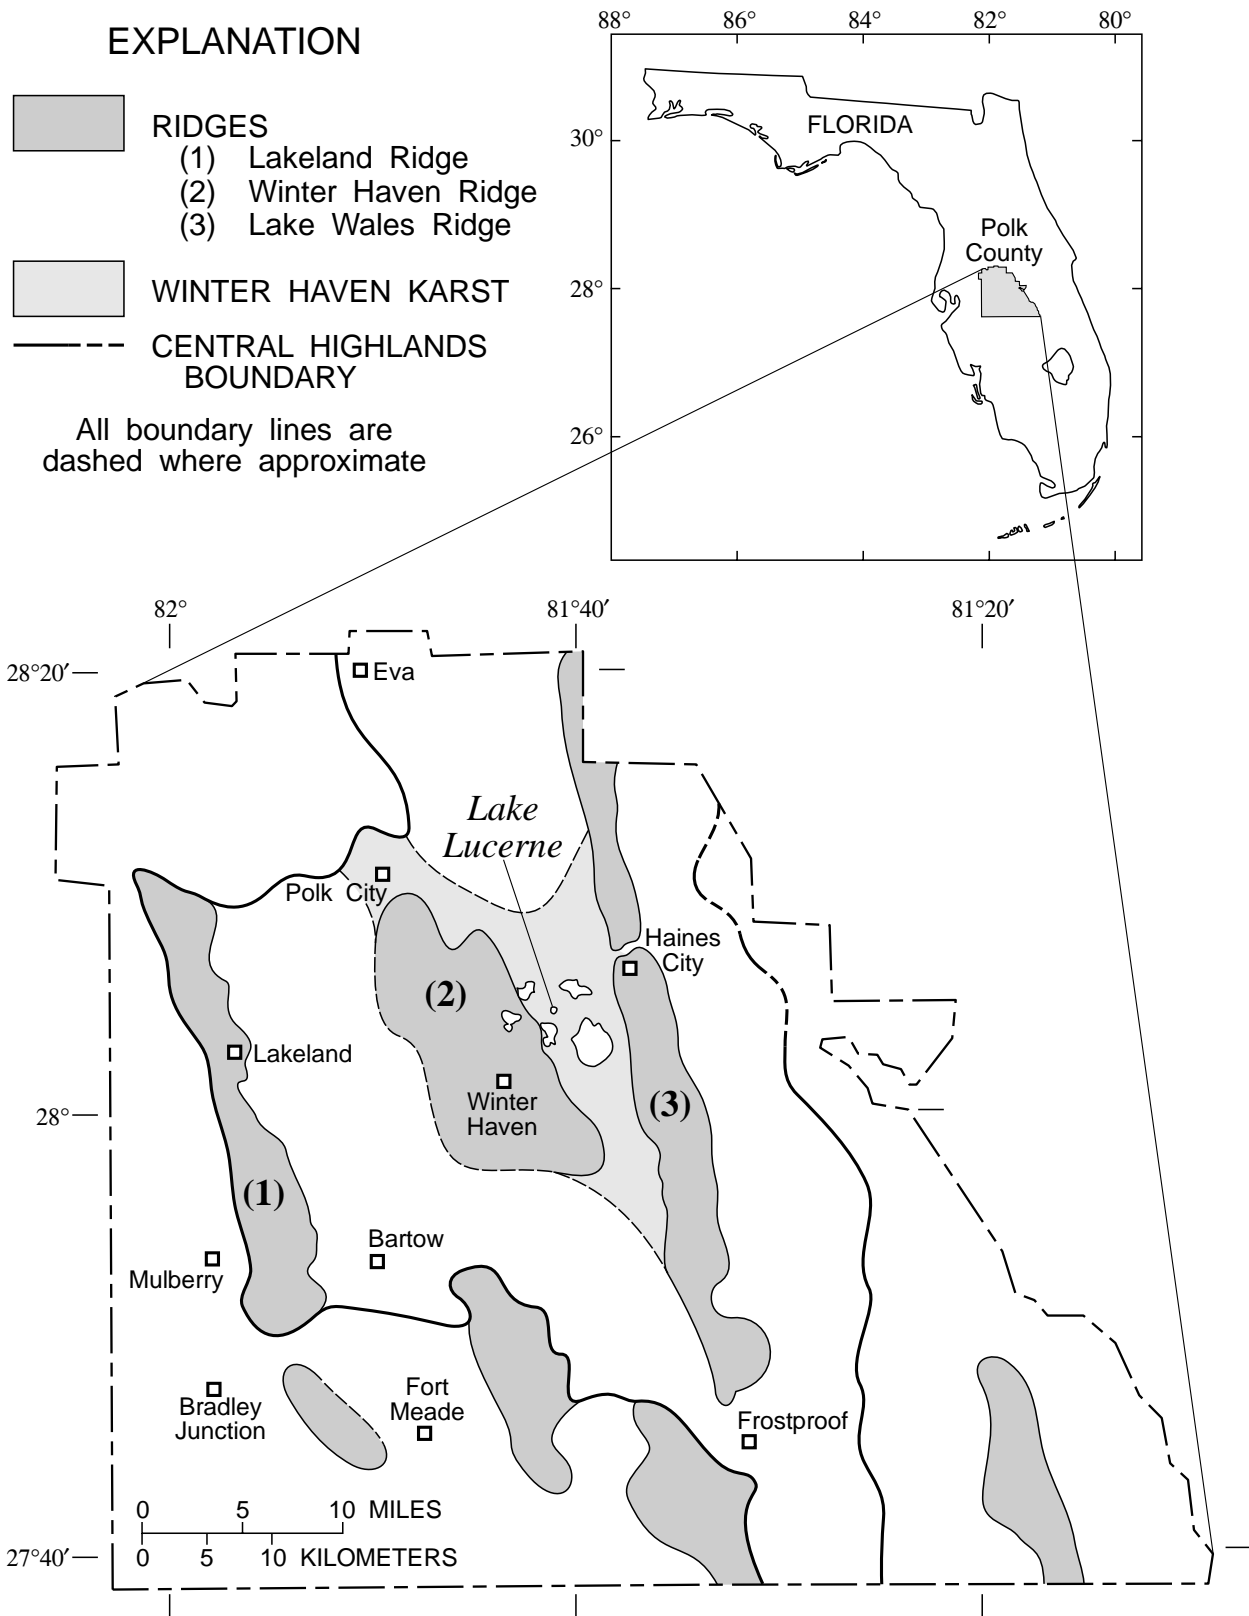 EXPLANATION
RIDGES
(1) Lakeland Ridge
(2) Winter Haven Ridge
(3) Lake Wales Ridge
WINTER HAVEN KARST
CENTRAL HIGHLANDS
BOUNDARY
All boundary lines are
dashed where approximate
88° 86° 84° 82° 80°
30°
28°
26°
FLORIDA
Polk
County
82° 81°40′ 81°20′
28°20′
Eva
Lake
Lucerne
Polk City
Haines
City
(2)
Lakeland
28°
Winter
Haven
(3)
(1)
Bartow
Mulberry
Bradley
Junction
Fort
Meade
Frostproof
0 5 10 MILES
0 5 10 KILOMETERS
27°40′